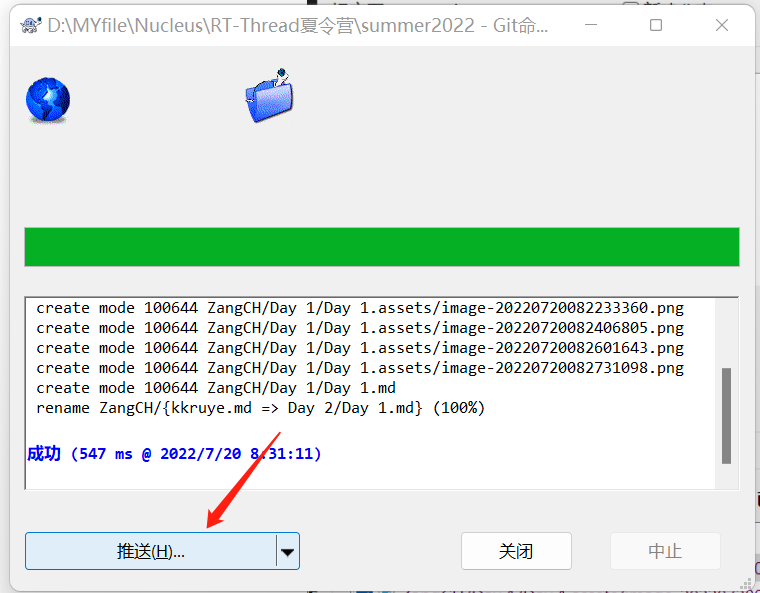 D:\MYfile\Nucleus\RT-Thread夏令营\summer2022 - Git命...
create mode 100644 ZangCH/Day 1/Day 1.assets/image-20220720082233360.png
create mode 100644 ZangCH/Day 1/Day 1.assets/image-20220720082406805.png
create mode 100644 ZangCH/Day 1/Day 1.assets/image-20220720082601643.png
create mode 100644 ZangCH/Day 1/Day 1.assets/image-20220720082731098.png
create mode 100644 ZangCH/Day 1/Day 1.md
rename ZangCH/{kkruye.md => Day 2/Day 1.md} (100%)
成功 (547 ms @ 2022/7/20 8:31:11)
推送(H)...
关闭
中止